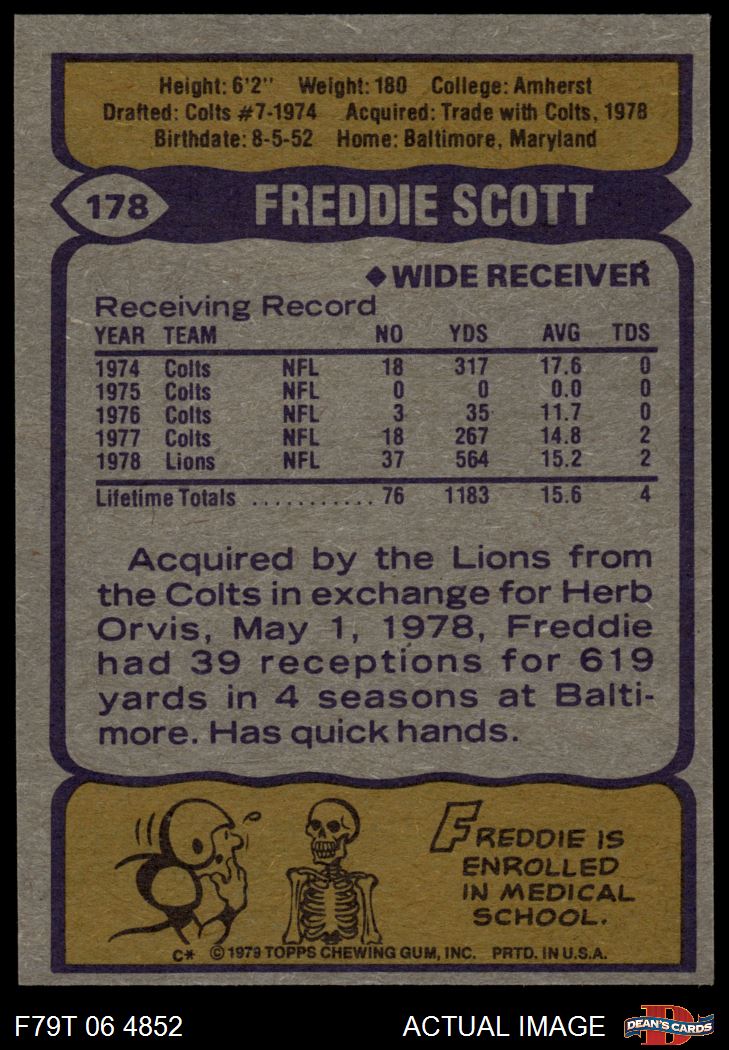 Height: 6'2" Weight: 180 College: Amherst
Drafted: Colts #7-1974 Acquired: Trade with Colts, 1978
Birthdate: 8-5-52 Home: Baltimore, Maryland
178 FREDDIE SCOTT
◆WIDE RECEIVER
Receiving Record
YEAR TEAM NO YDS AVG TDS
1974 Colts NFL 18 317 17.6 0
1975 Colts NFL 0 0 0.0 0
1976 Colts NFL 3 35 11.7 0
1977 Colts NFL 18 267 14.8 2
1978 Lions NFL 37 564 15.2 2
Lifetime Totals ........... 76 1183 15.6 4
Acquired by the Lions from
the Colts in exchange for Herb
Orvis, May 1, 1978, Freddie
had 39 receptions for 619
yards in 4 seasons at Balti-
more. Has quick hands.
FREDDIE IS
ENROLLED
IN MEDICAL
SCHOOL.
C* ©1979 TOPPS CHEWING GUM, INC. PRTD. IN U.S.A.
F79T 06 4852 ACTUAL IMAGE DEAN'S CARDS